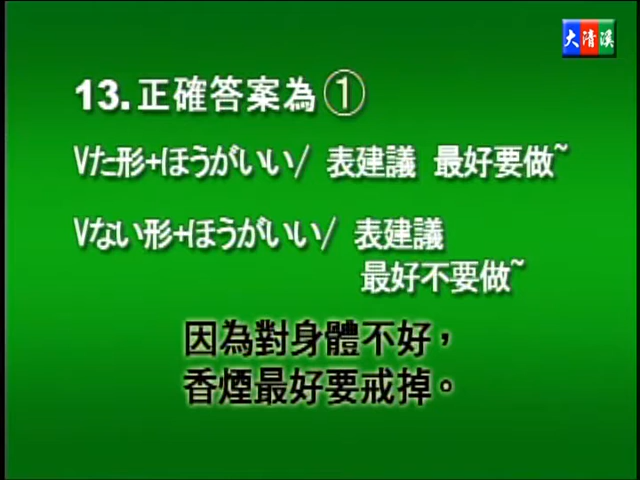 大清溪
13.正確答案為①
Vた形+ほうがいい/ 表建議 最好要做~
Vない形+ほうがいい/ 表建議
最好不要做~
因為對身體不好，
香煙最好要戒掉。